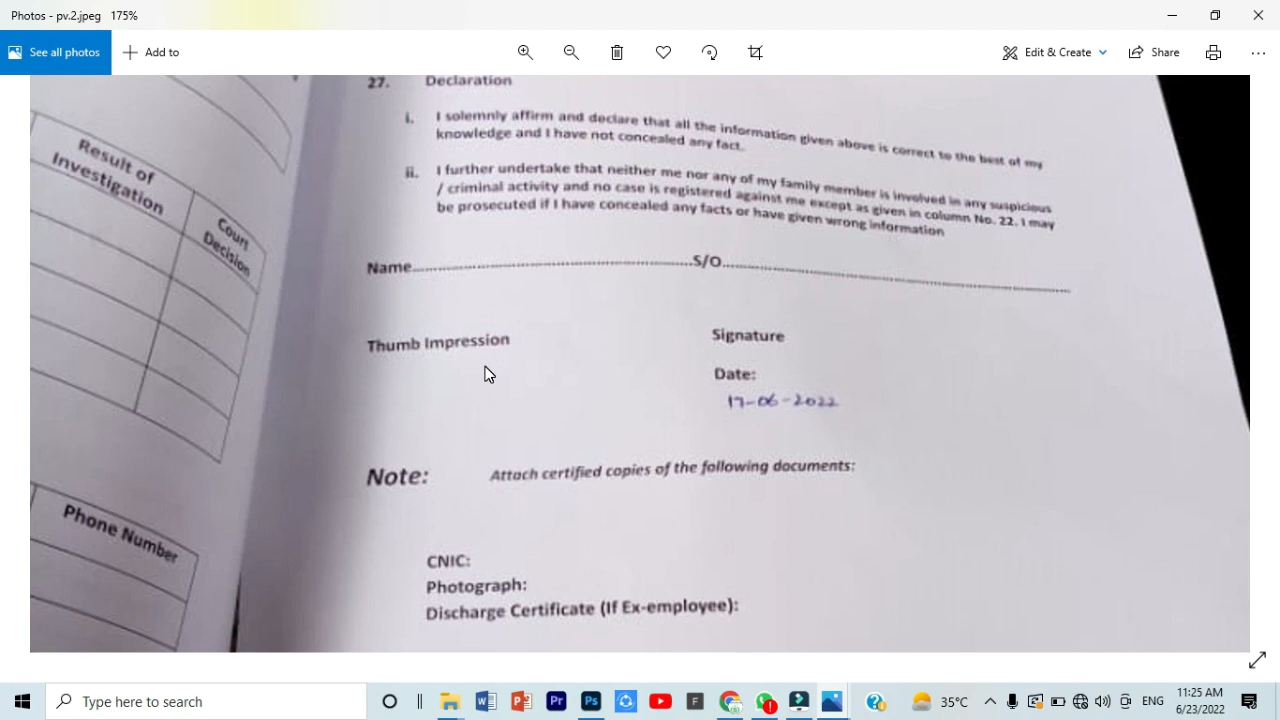 Photos - pv.2.jpeg   175%
See all photos
Add to
Edit & Create
Share
27. Declaration
i. I solemnly affirm and declare that all the information given above is correct to the best of my
knowledge and I have not concealed any fact.
ii. I further undertake that neither me nor any of my family member is involved in any suspicious
/ criminal activity and no case is registered against me except as given in column No. 22. I may
be prosecuted if I have concealed any facts or have given wrong information
Name.......................................................S/O.......................................................
Thumb Impression
Signature
Date:
17-06-2022
Note: Attach certified copies of the following documents:
CNIC:
Photograph:
Discharge Certificate (If Ex-employee):
Result of
Investigation
Court
Decision
Phone Number
Type here to search
W
P
Pr
Ps
F
35°C
ENG
11:25 AM
6/23/2022